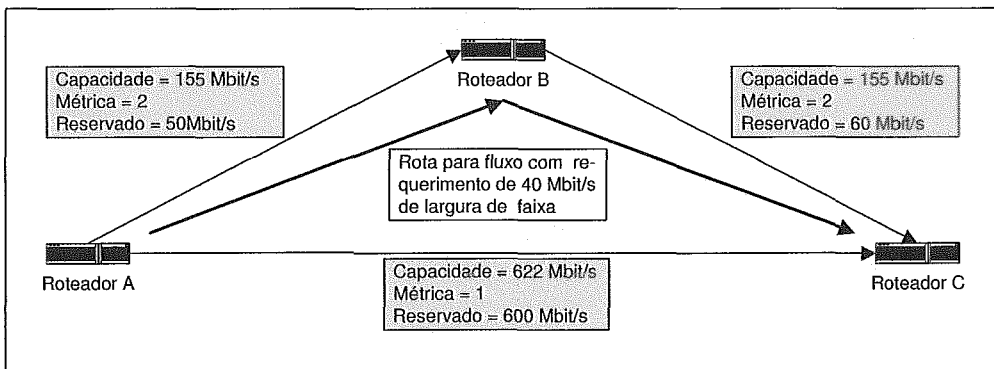 Capacidade = 155 Mbit/s
Métrica = 2
Reservado = 50Mbit/s
Roteador B
Capacidade = 155 Mbit/s
Métrica = 2
Reservado = 60 Mbit/s
Rota para fluxo com re-
querimento de 40 Mbit/s
de largura de faixa
Roteador A
Capacidade = 622 Mbit/s
Métrica = 1
Reservado = 600 Mbit/s
Roteador C